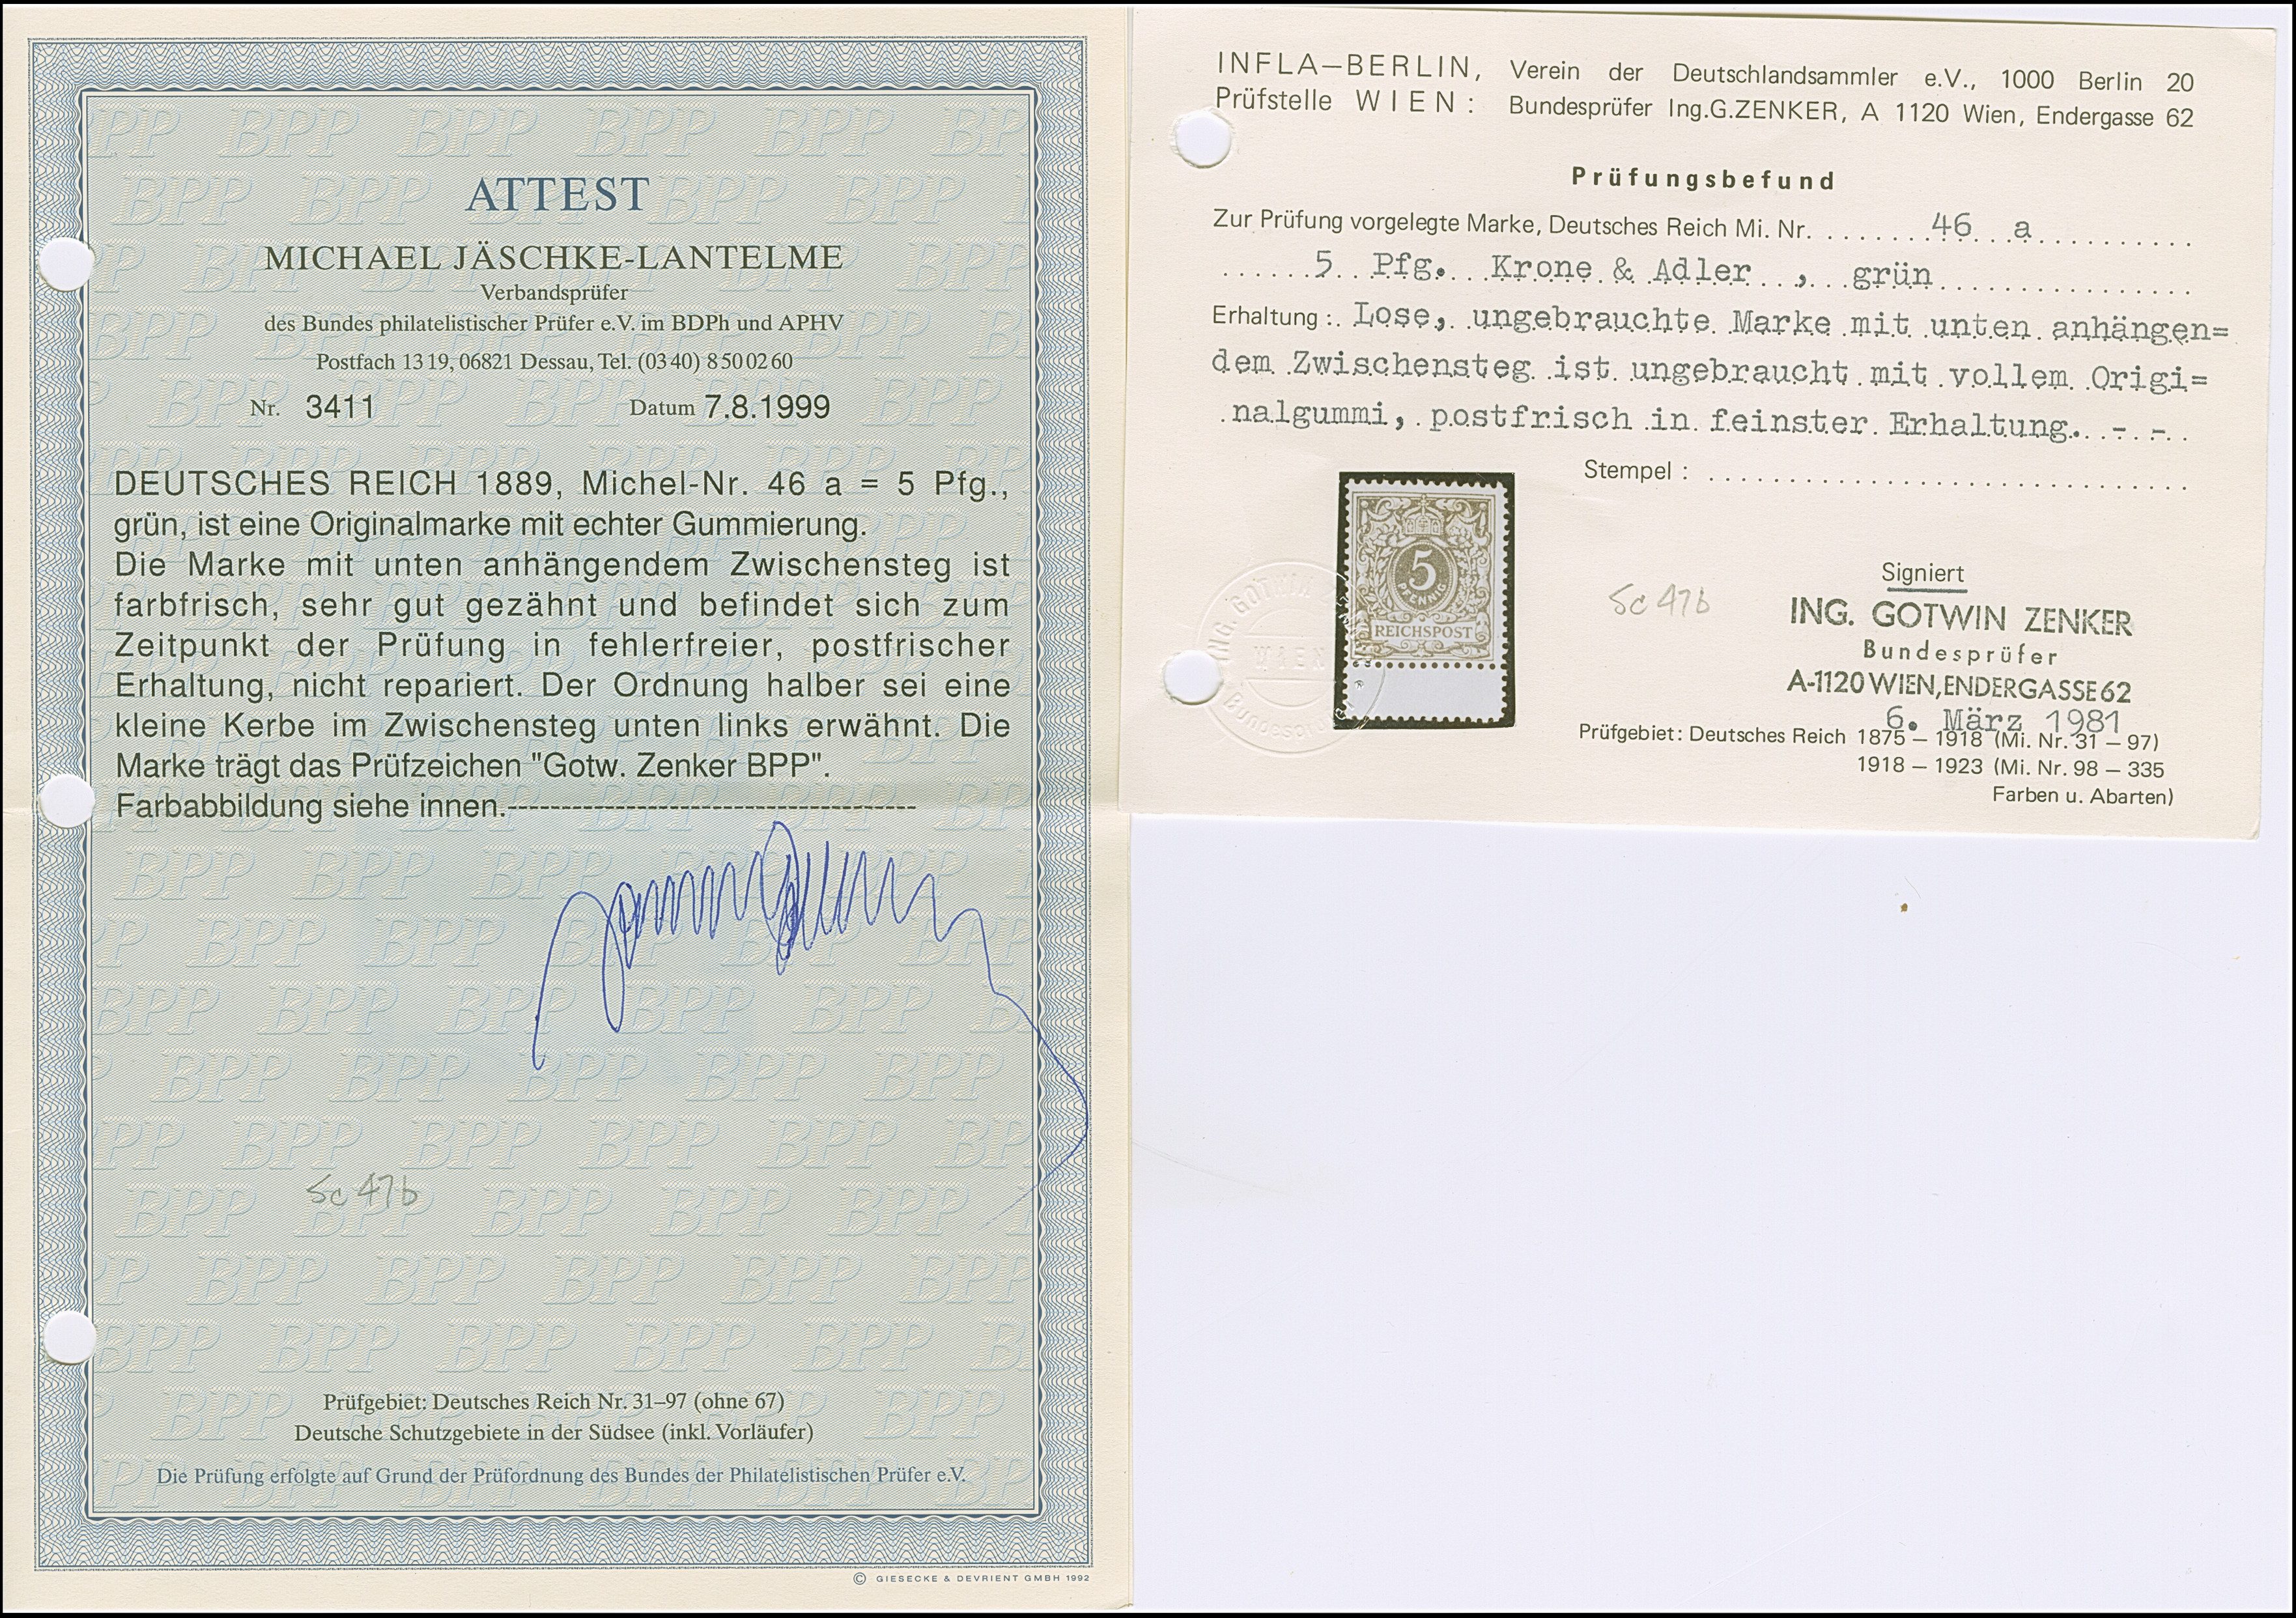 ATTEST
MICHAEL JÄSCHKE-LANTELME
Verbandsprüfer
des Bundes philatelistischer Prüfer e.V. im BDPh und APHV
Postfach 13 19, 06821 Dessau, Tel. (03 40) 8 50 02 60
Nr. 3411 Datum 7.8.1999
DEUTSCHES REICH 1889, Michel-Nr. 46 a = 5 Pfg.,
grün, ist eine Originalmarke mit echter Gummierung.
Die Marke mit unten anhängendem Zwischensteg ist
farbfrisch, sehr gut gezähnt und befindet sich zum
Zeitpunkt der Prüfung in fehlerfreier, postfrischer
Erhaltung, nicht repariert. Der Ordnung halber sei eine
kleine Kerbe im Zwischensteg unten links erwähnt. Die
Marke trägt das Prüfzeichen "Gotw. Zenker BPP".
Farbabbildung siehe innen.--------------------------------------
Sc 47b
Prüfgebiet: Deutsches Reich Nr. 31–97 (ohne 67)
Deutsche Schutzgebiete in der Südsee (inkl. Vorläufer)
Die Prüfung erfolgte auf Grund der Prüfordnung des Bundes der Philatelistischen Prüfer e.V.
© GIESECKE & DEVRIENT GMBH 1992
INFLA–BERLIN, Verein der Deutschlandsammler e.V., 1000 Berlin 20
Prüfstelle WIEN: Bundesprüfer Ing.G.ZENKER, A 1120 Wien, Endergasse 62
Prüfungsbefund
Zur Prüfung vorgelegte Marke, Deutsches Reich Mi. Nr. 46 a
5 Pfg. Krone & Adler , grün
Erhaltung: Lose, ungebrauchte Marke mit unten anhängen=
dem Zwischensteg ist ungebraucht mit vollem Origi=
nalgummi, postfrisch in feinster Erhaltung. - -
Stempel :
5
PFENNIG
REICHSPOST
ING. GOTWIN
WIEN
Sc 47b
Signiert
ING. GOTWIN ZENKER
Bundesprüfer
A-1120 WIEN, ENDERGASSE 62
6. März 1981
Prüfgebiet: Deutsches Reich 1875 – 1918 (Mi. Nr. 31 – 97)
1918 – 1923 (Mi. Nr. 98 – 335
Farben u. Abarten)